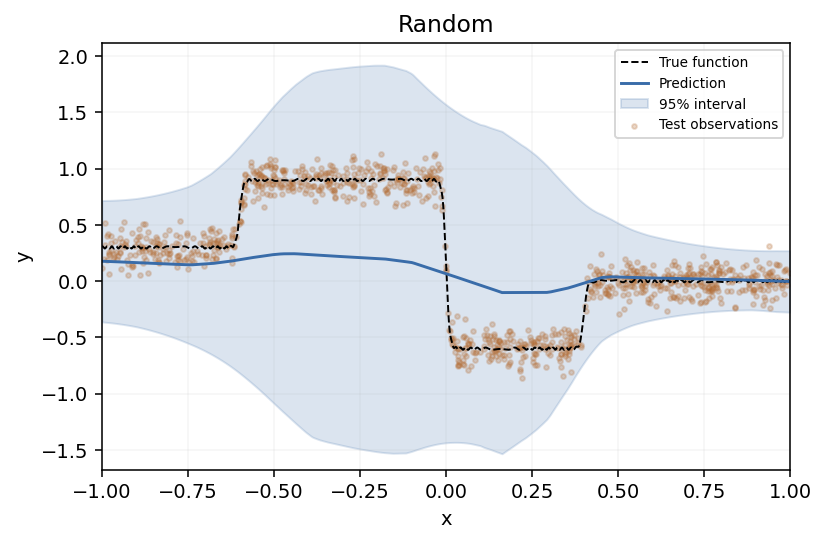 Random
2.0
1.5
1.0
0.5
0.0
−0.5
−1.0
−1.5
y
True function
Prediction
95% interval
Test observations
−1.00 −0.75 −0.50 −0.25 0.00 0.25 0.50 0.75 1.00
x